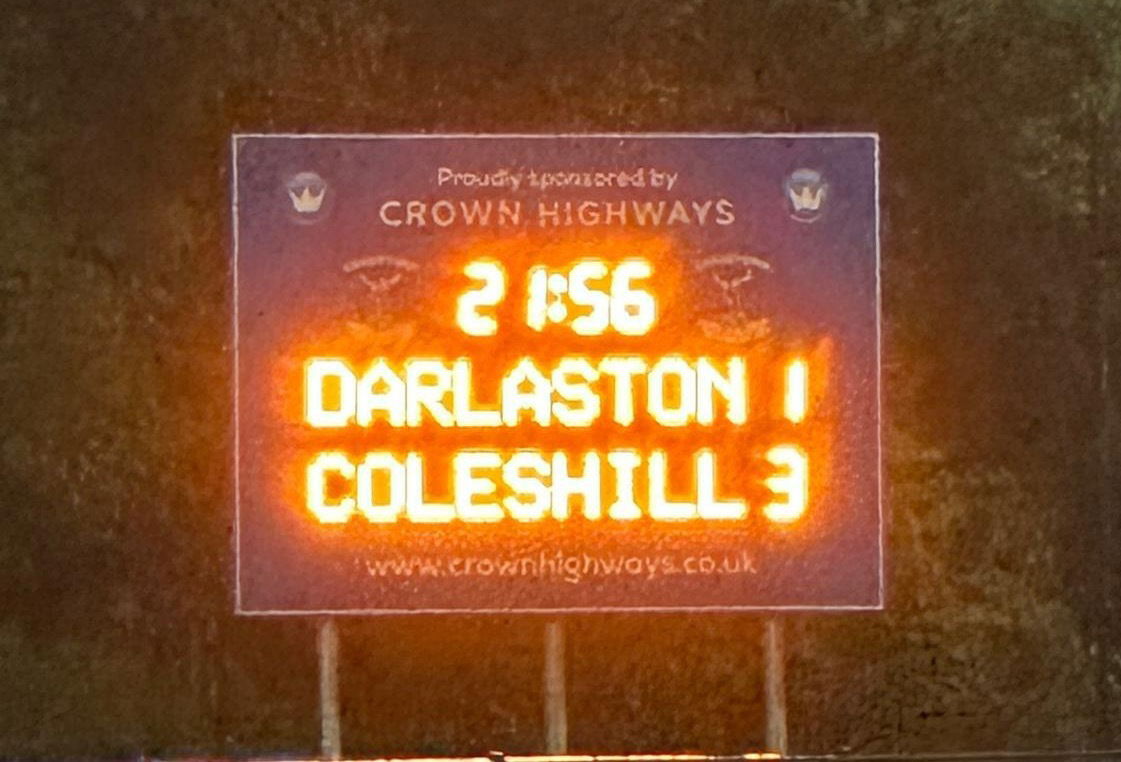 Proudly sponsored by
CROWN HIGHWAYS
21:56
DARLASTON 1
COLESHILL 3
www.crownhighways.co.uk